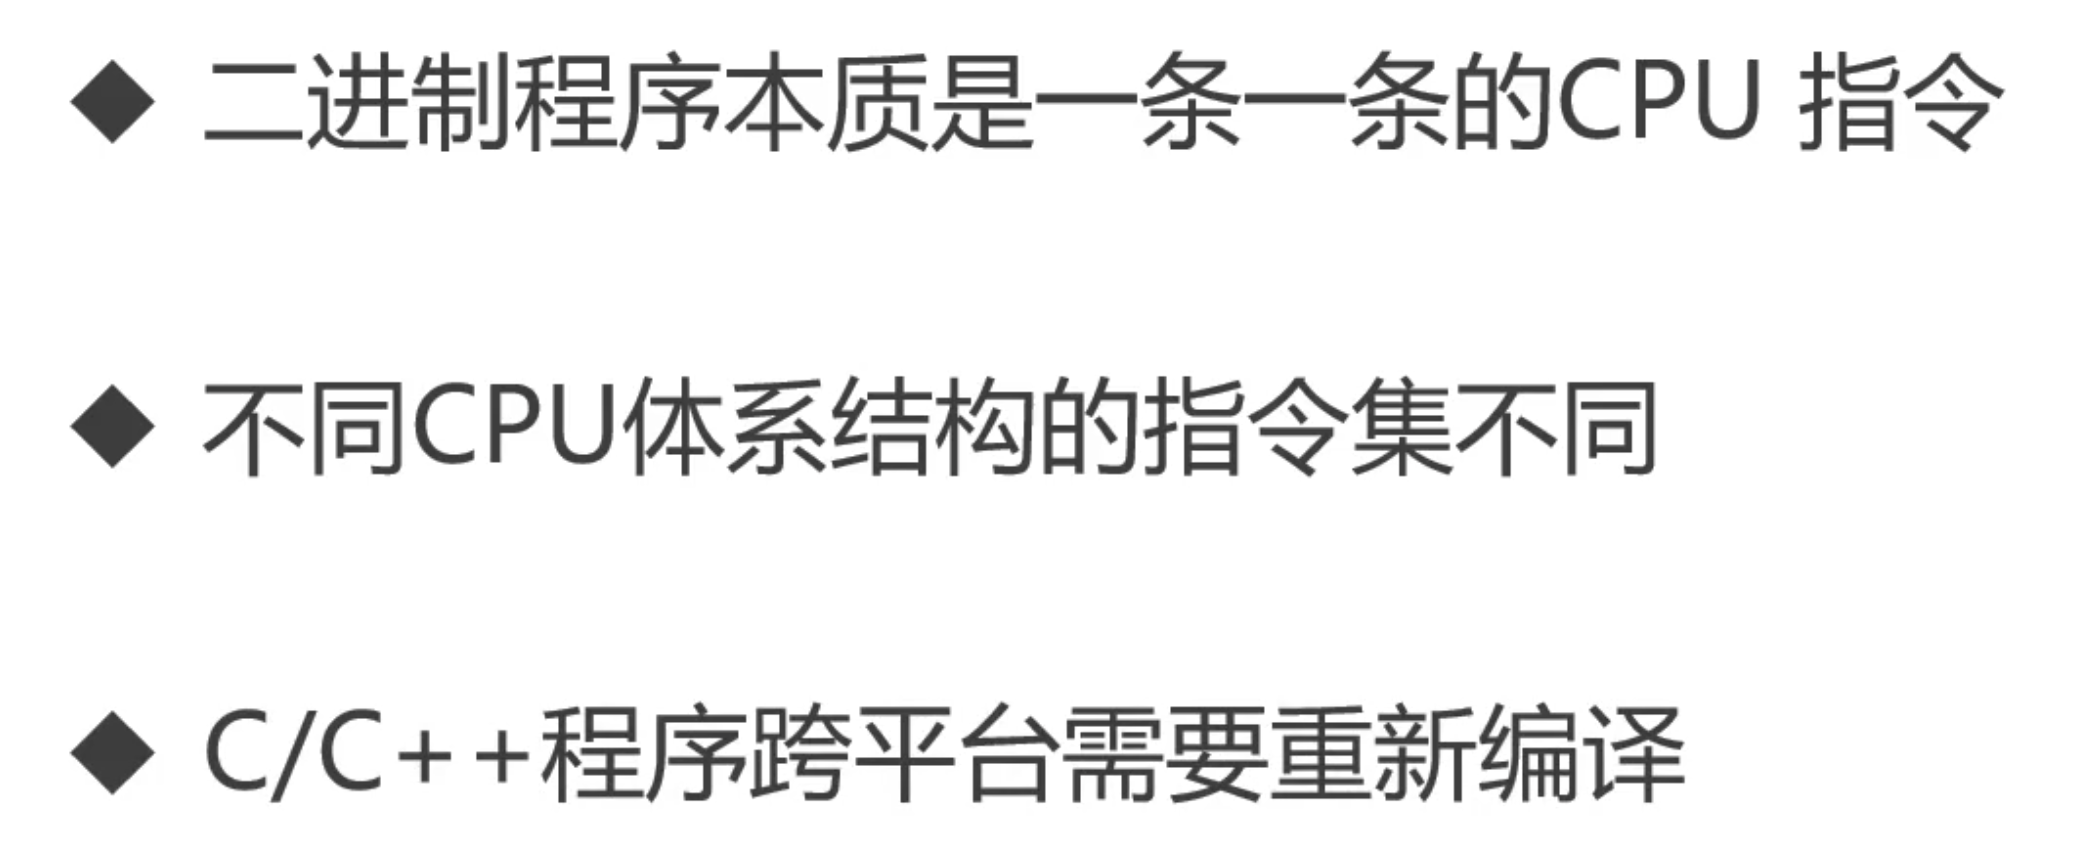 ◆ 二进制程序本质是一条一条的CPU 指令
◆ 不同CPU体系结构的指令集不同
◆ C/C++程序跨平台需要重新编译